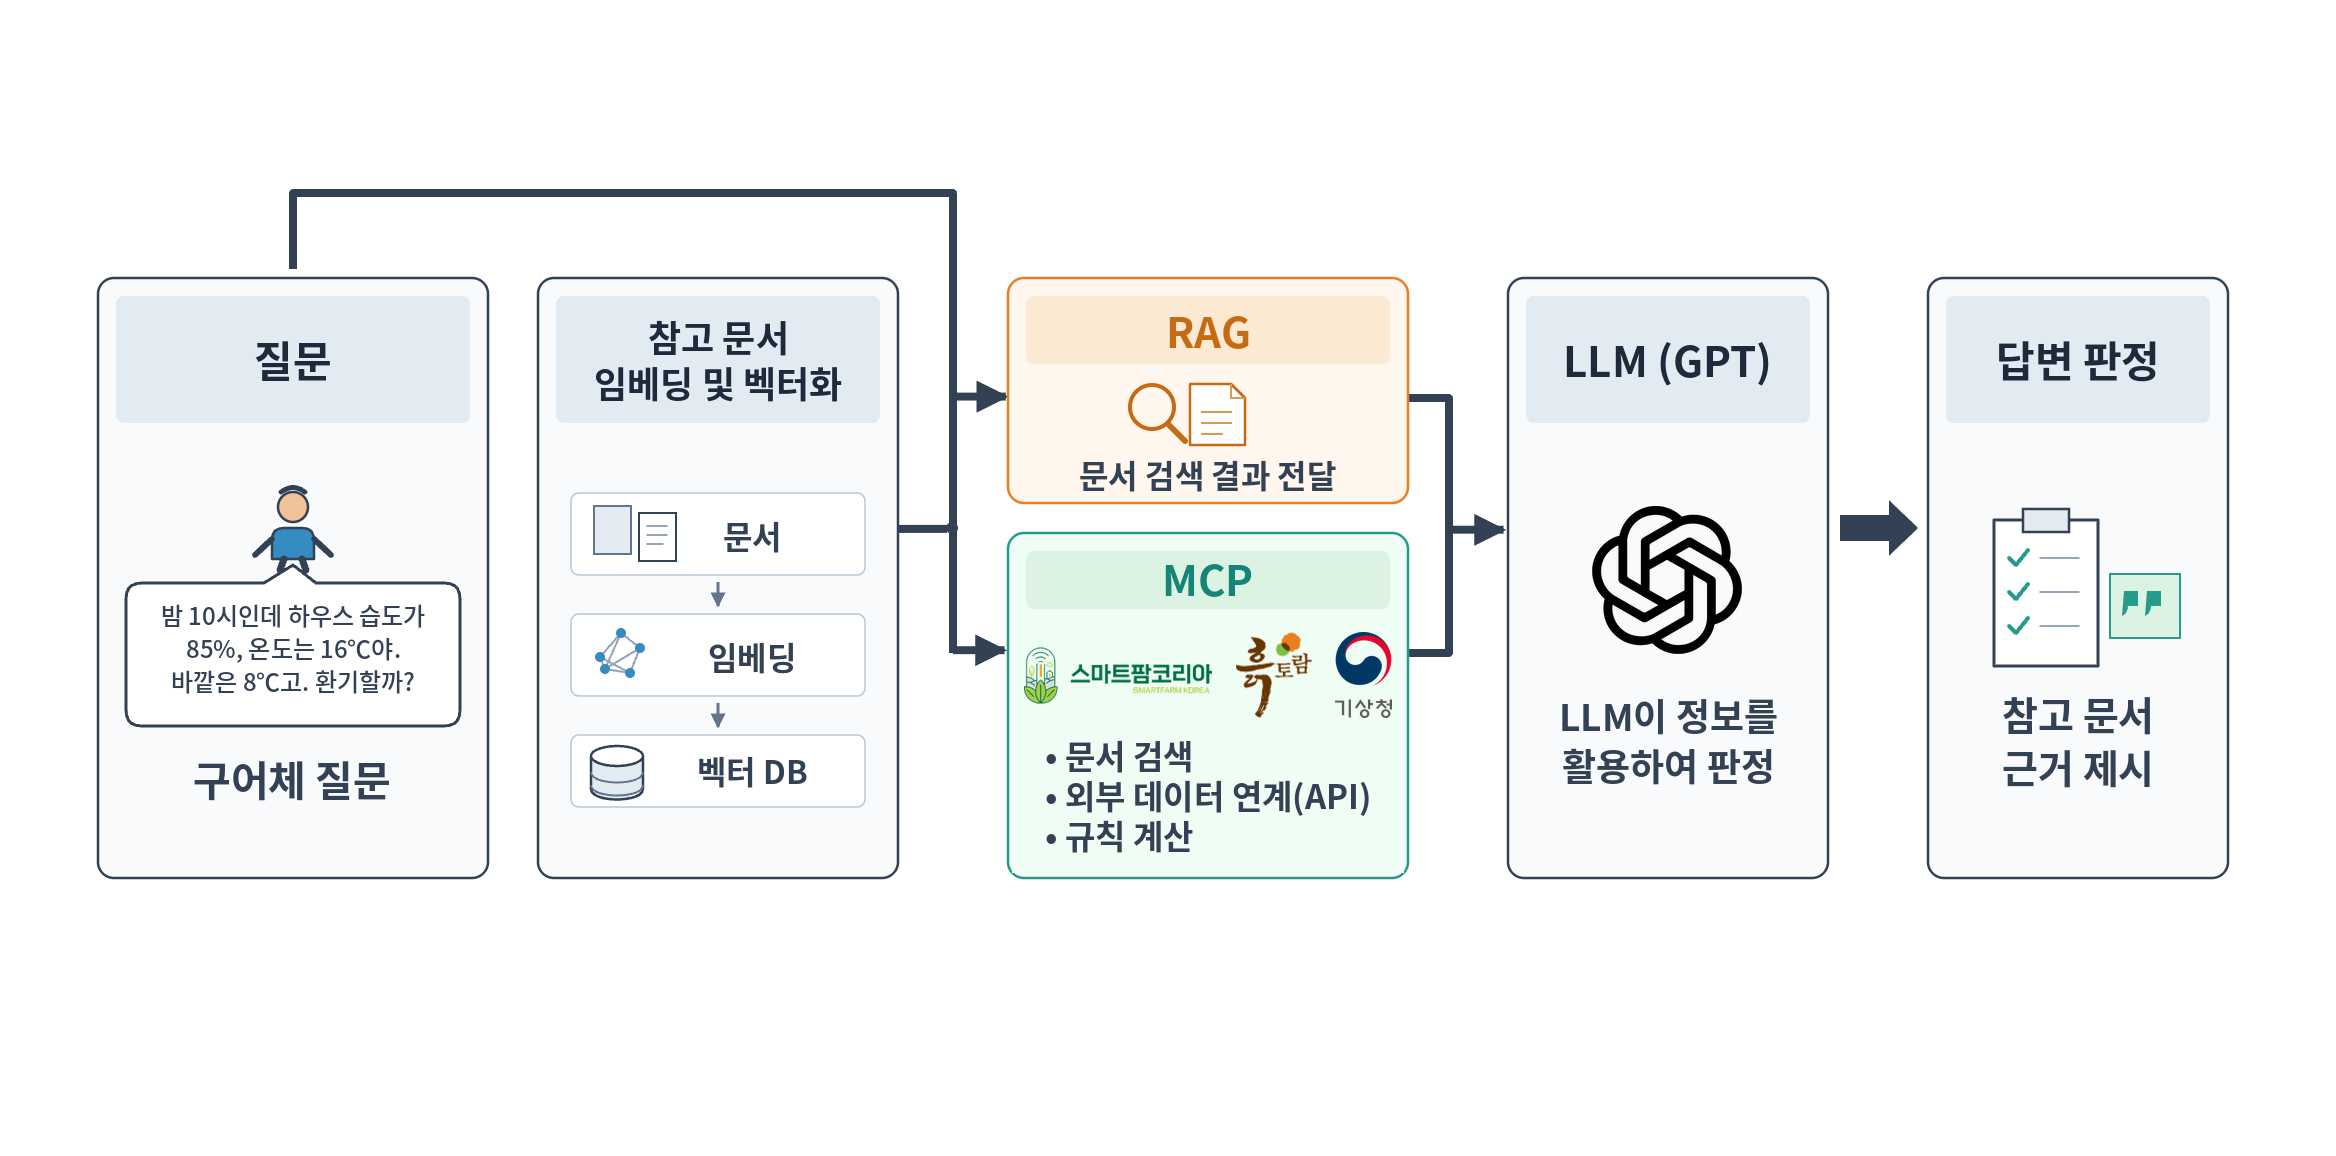 질문
밤 10시인데 하우스 습도가
85%, 온도는 16℃야.
바깥은 8℃고. 환기할까?
구어체 질문
참고 문서
임베딩 및 벡터화
문서
임베딩
벡터 DB
RAG
문서 검색 결과 전달
MCP
스마트팜코리아
SMARTFARM KOREA
흙토람
기상청
• 문서 검색
• 외부 데이터 연계(API)
• 규칙 계산
LLM (GPT)
LLM이 정보를
활용하여 판정
답변 판정
참고 문서
근거 제시